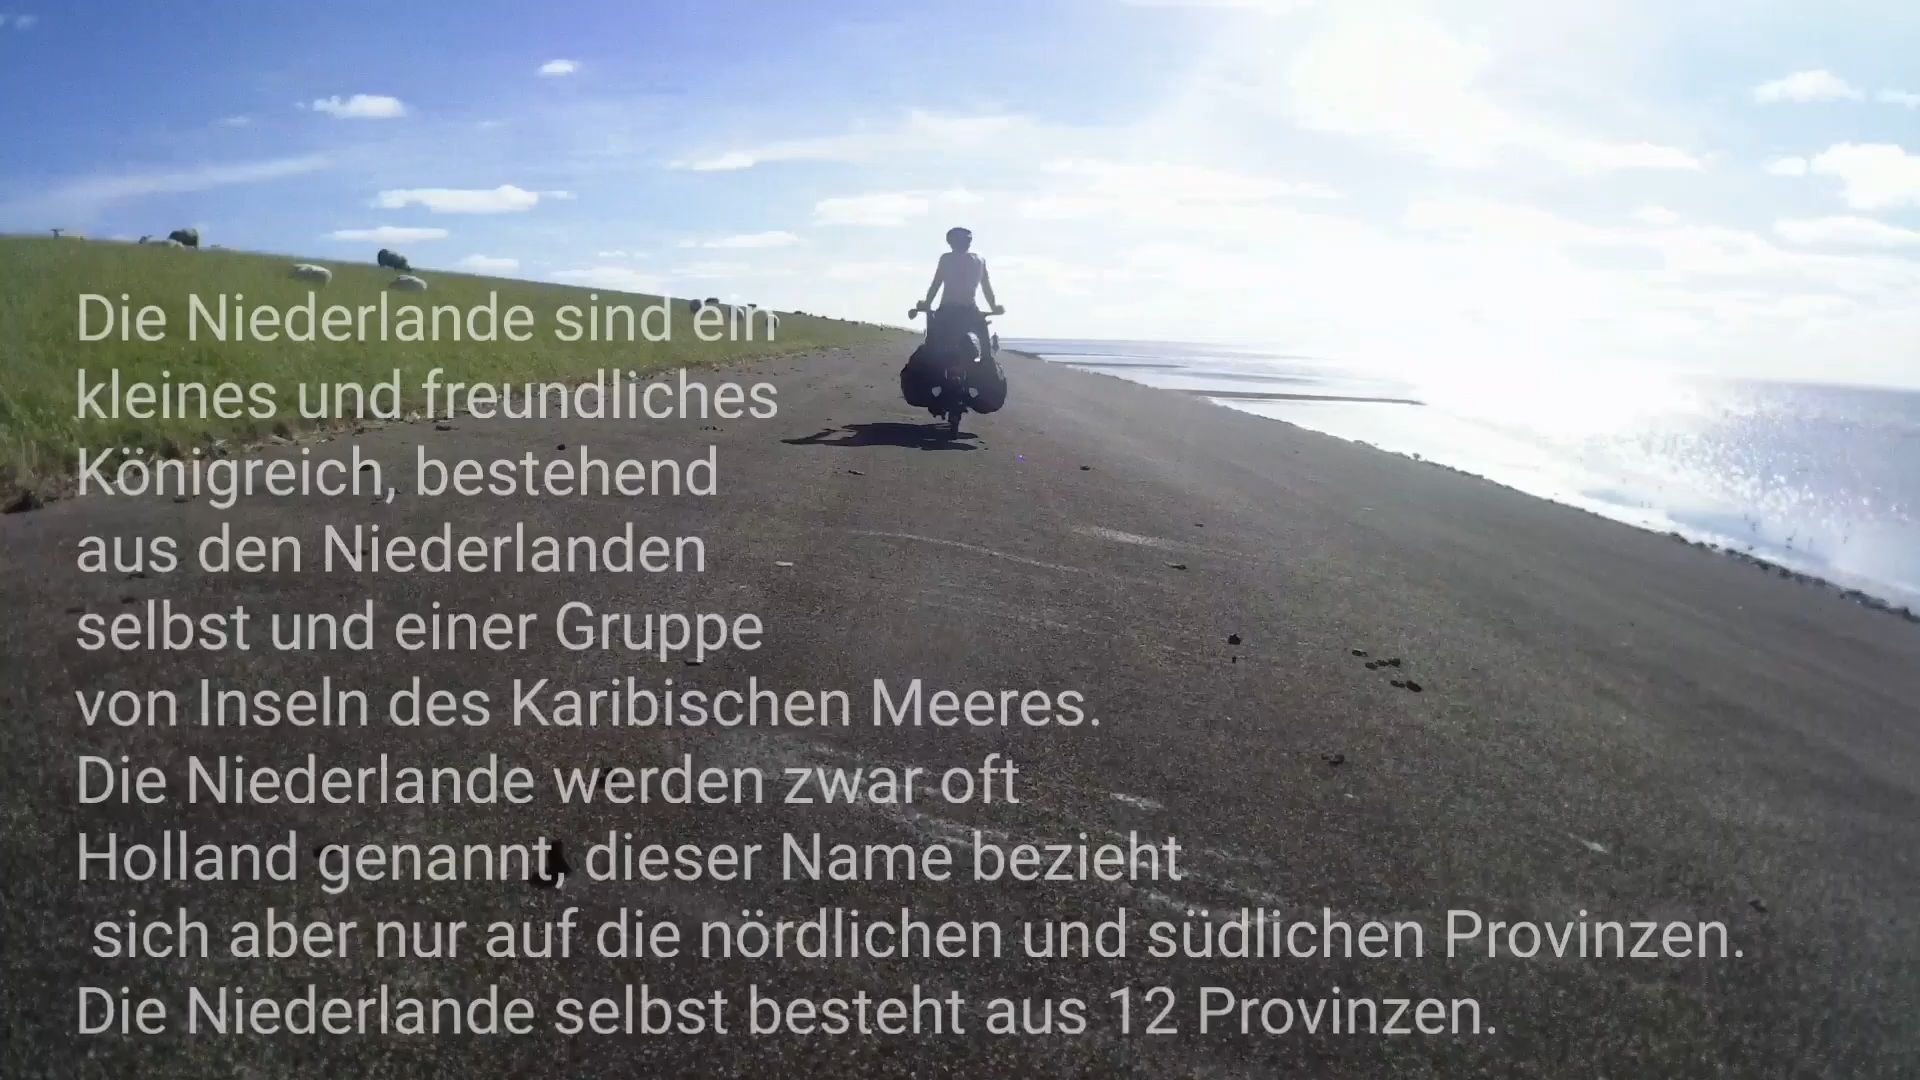 Die Niederlande sind ein
kleines und freundliches
Königreich, bestehend
aus den Niederlanden
selbst und einer Gruppe
von Inseln des Karibischen Meeres.
Die Niederlande werden zwar oft
Holland genannt, dieser Name bezieht
sich aber nur auf die nördlichen und südlichen Provinzen.
Die Niederlande selbst besteht aus 12 Provinzen.